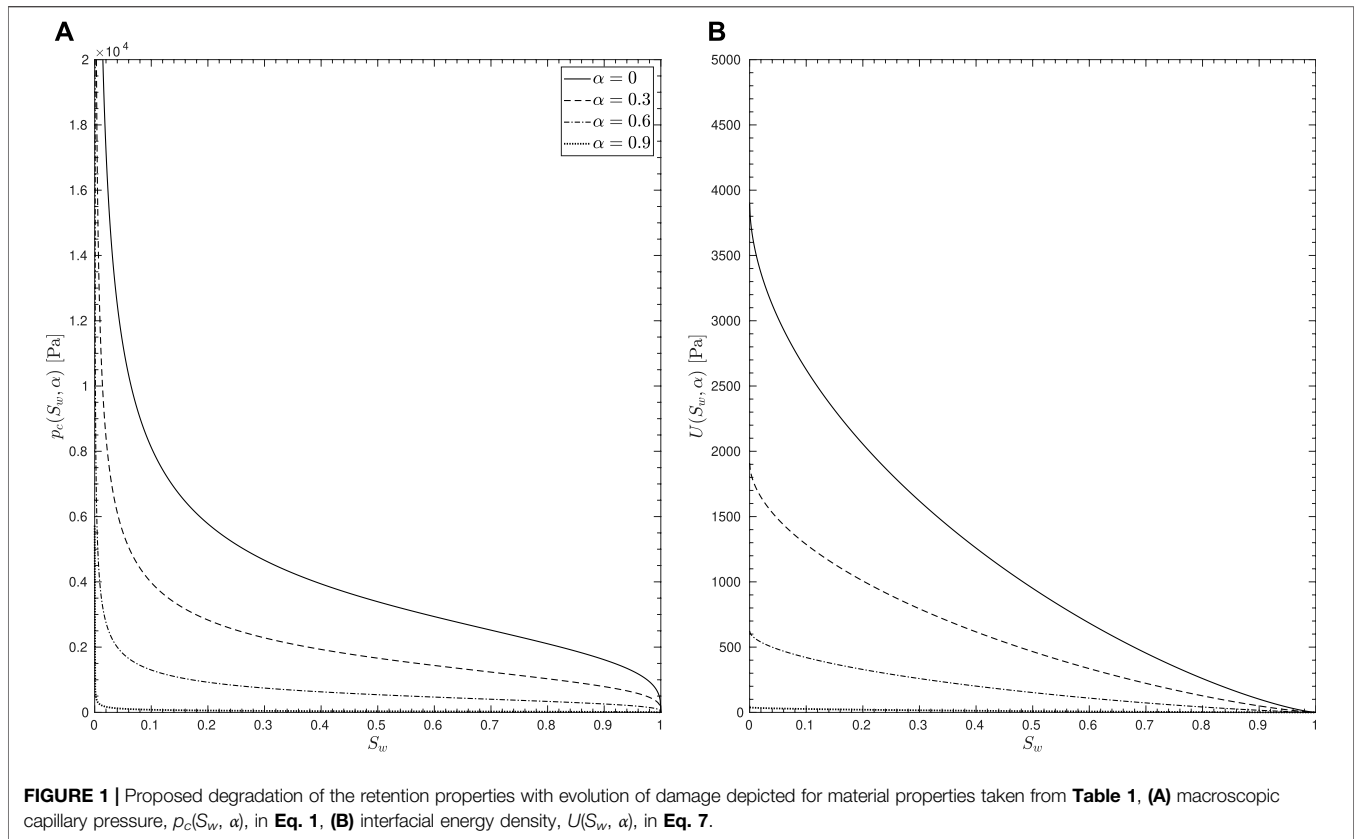 A
×10⁴
2
1.8
1.6
1.4
1.2
1
0.8
0.6
0.4
0.2
0
p_c(S_w, α) [Pa]
0 0.1 0.2 0.3 0.4 0.5 0.6 0.7 0.8 0.9 1
S_w
α = 0
α = 0.3
α = 0.6
α = 0.9
B
5000
4500
4000
3500
3000
2500
2000
1500
1000
500
0
U(S_w, α) [Pa]
0 0.1 0.2 0.3 0.4 0.5 0.6 0.7 0.8 0.9 1
S_w
FIGURE 1 | Proposed degradation of the retention properties with evolution of damage depicted for material properties taken from Table 1, (A) macroscopic
capillary pressure, p_c(S_w, α), in Eq. 1, (B) interfacial energy density, U(S_w, α), in Eq. 7.